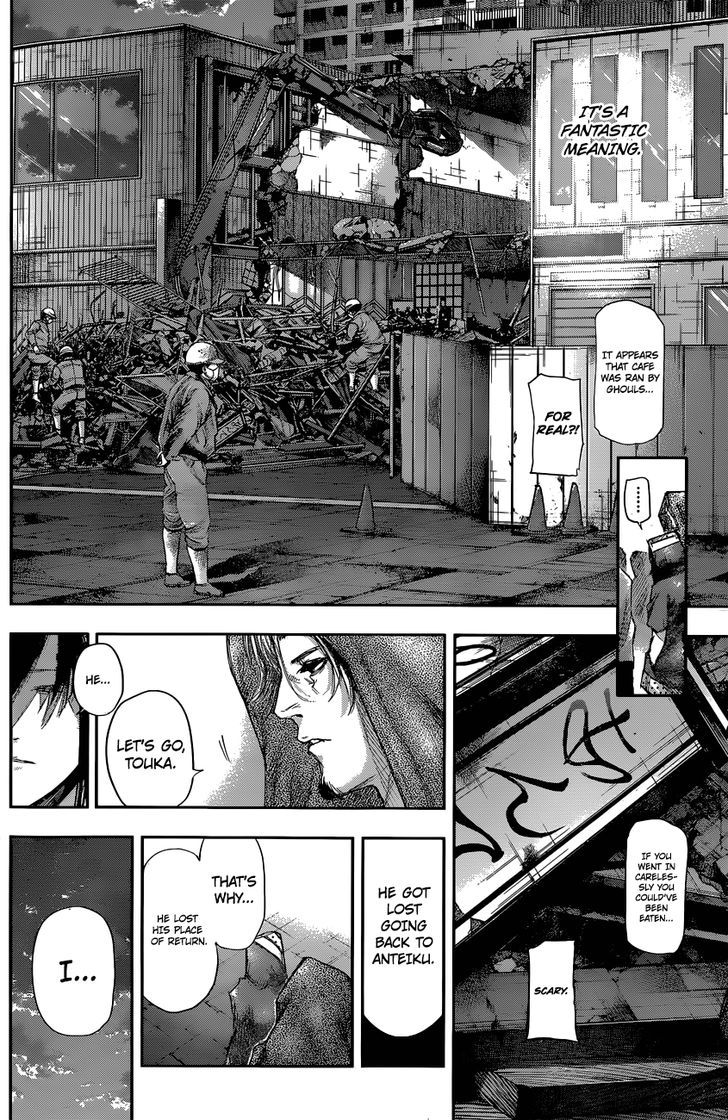 IT'S A
FANTASTIC
MEANING.
IT APPEARS
THAT CAFE
WAS RAN BY
GHOULS...
FOR
REAL?!
......
IF YOU
WENT IN
CARELES-
SLY YOU
COULD'VE
BEEN
EATEN...
SCARY.
LET'S GO,
TOUKA.
HE...
HE GOT
LOST
GOING
BACK TO
ANTEIKU.
THAT'S
WHY...
HE LOST
HIS PLACE
OF RETURN.
I...